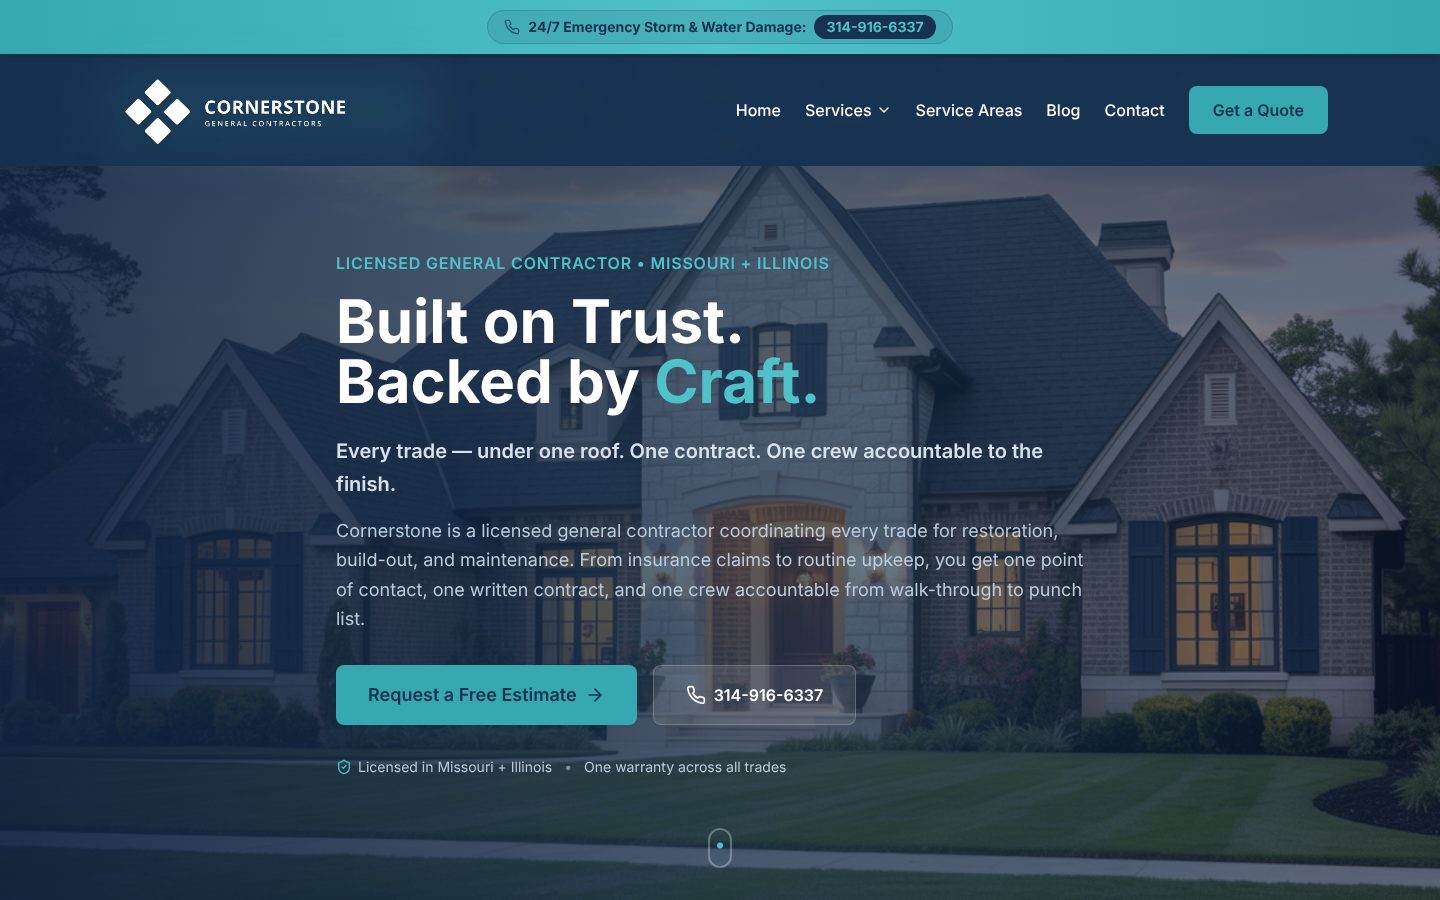 24/7 Emergency Storm & Water Damage: 314-916-6337
CORNERSTONE
GENERAL CONTRACTORS
Home Services Service Areas Blog Contact Get a Quote
LICENSED GENERAL CONTRACTOR • MISSOURI + ILLINOIS
Built on Trust.
Backed by Craft.
Every trade — under one roof. One contract. One crew accountable to the
finish.
Cornerstone is a licensed general contractor coordinating every trade for restoration,
build-out, and maintenance. From insurance claims to routine upkeep, you get one point
of contact, one written contract, and one crew accountable from walk-through to punch
list.
Request a Free Estimate 314-916-6337
Licensed in Missouri + Illinois • One warranty across all trades